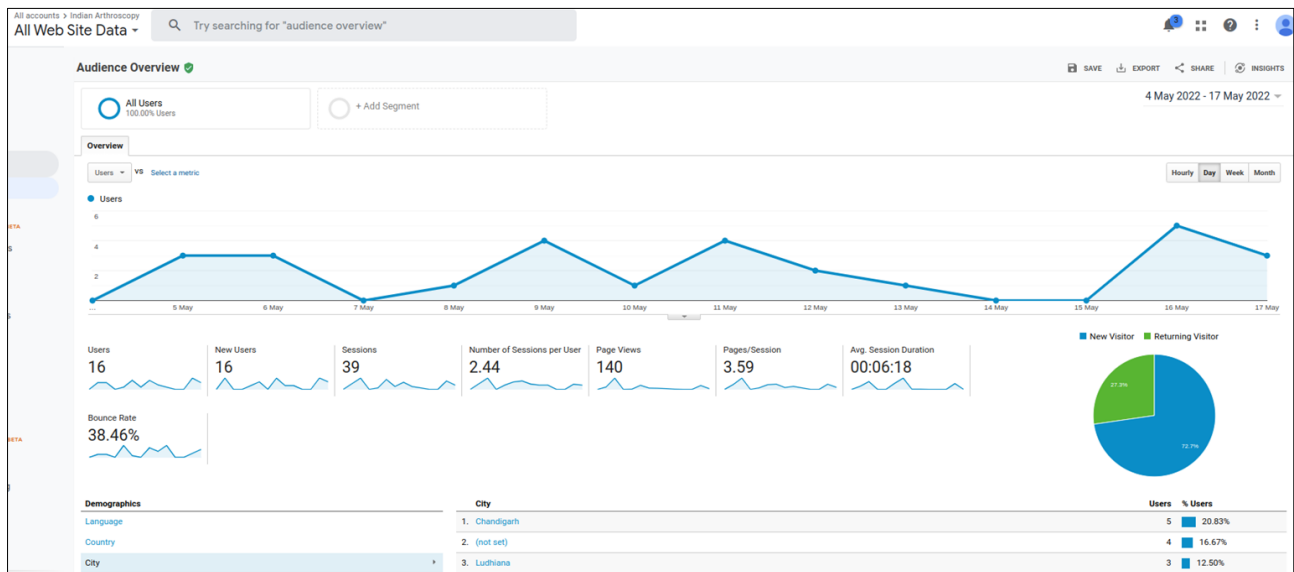 All accounts > Indian Arthroscopy
All Web Site Data
Try searching for "audience overview"
3
Audience Overview
SAVE
EXPORT
SHARE
INSIGHTS
All Users
100.00% Users
+ Add Segment
4 May 2022 - 17 May 2022
Overview
Users
VS
Select a metric
Hourly
Day
Week
Month
Users
6
4
2
...
5 May
6 May
7 May
8 May
9 May
10 May
11 May
12 May
13 May
14 May
15 May
16 May
17 May
New Visitor
Returning Visitor
Users
16
New Users
16
Sessions
39
Number of Sessions per User
2.44
Page Views
140
Pages/Session
3.59
Avg. Session Duration
00:06:18
Bounce Rate
38.46%
27.3%
72.7%
Demographics
Language
Country
City
City
Users
% Users
1. Chandigarh
5
20.83%
2. (not set)
4
16.67%
3. Ludhiana
3
12.50%